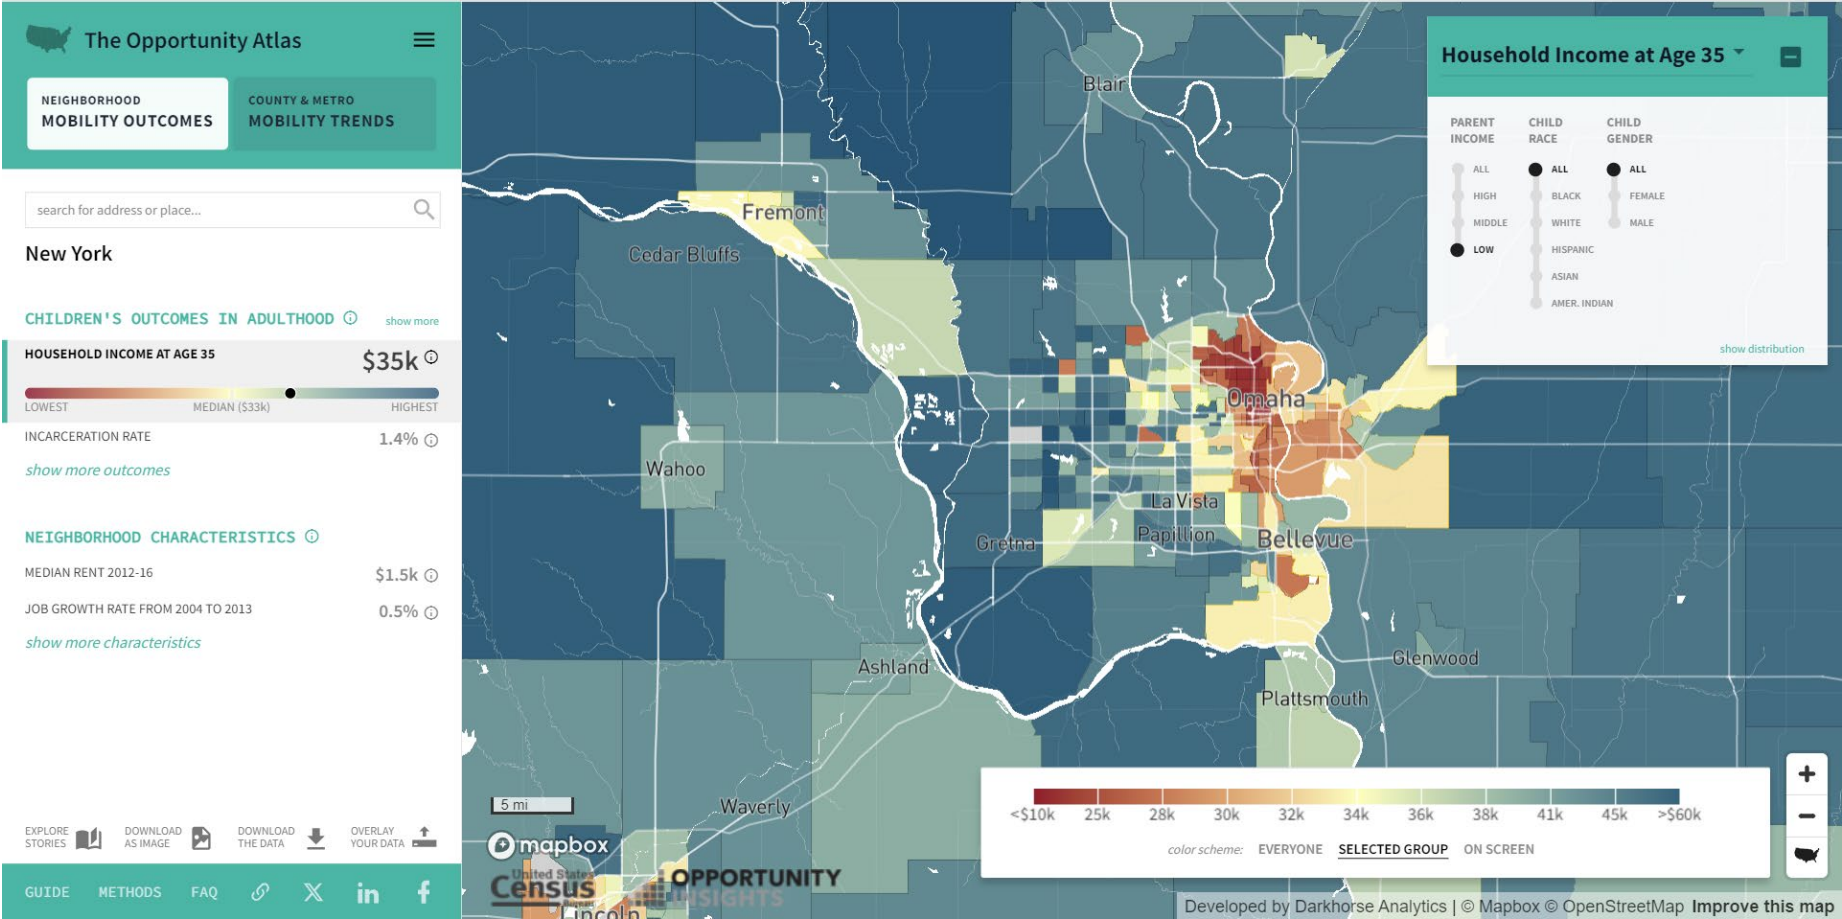 The Opportunity Atlas
NEIGHBORHOOD
MOBILITY OUTCOMES
COUNTY & METRO
MOBILITY TRENDS
search for address or place...
New York
CHILDREN'S OUTCOMES IN ADULTHOOD
show more
HOUSEHOLD INCOME AT AGE 35
$35k
LOWEST
MEDIAN ($33k)
HIGHEST
INCARCERATION RATE
1.4%
show more outcomes
NEIGHBORHOOD CHARACTERISTICS
MEDIAN RENT 2012-16
$1.5k
JOB GROWTH RATE FROM 2004 TO 2013
0.5%
show more characteristics
EXPLORE
STORIES
DOWNLOAD
AS IMAGE
DOWNLOAD
THE DATA
OVERLAY
YOUR DATA
GUIDE
METHODS
FAQ
Blair
Fremont
Cedar Bluffs
Omaha
Wahoo
La Vista
Papillion
Gretna
Bellevue
Ashland
Glenwood
Plattsmouth
Waverly
Lincoln
5 mi
mapbox
United States
Census
OPPORTUNITY
INSIGHTS
Household Income at Age 35
PARENT
INCOME
ALL
HIGH
MIDDLE
LOW
CHILD
RACE
ALL
BLACK
WHITE
HISPANIC
ASIAN
AMER. INDIAN
CHILD
GENDER
ALL
FEMALE
MALE
show distribution
<$10k 25k 28k 30k 32k 34k 36k 38k 41k 45k >$60k
color scheme: EVERYONE SELECTED GROUP ON SCREEN
Developed by Darkhorse Analytics | © Mapbox © OpenStreetMap Improve this map